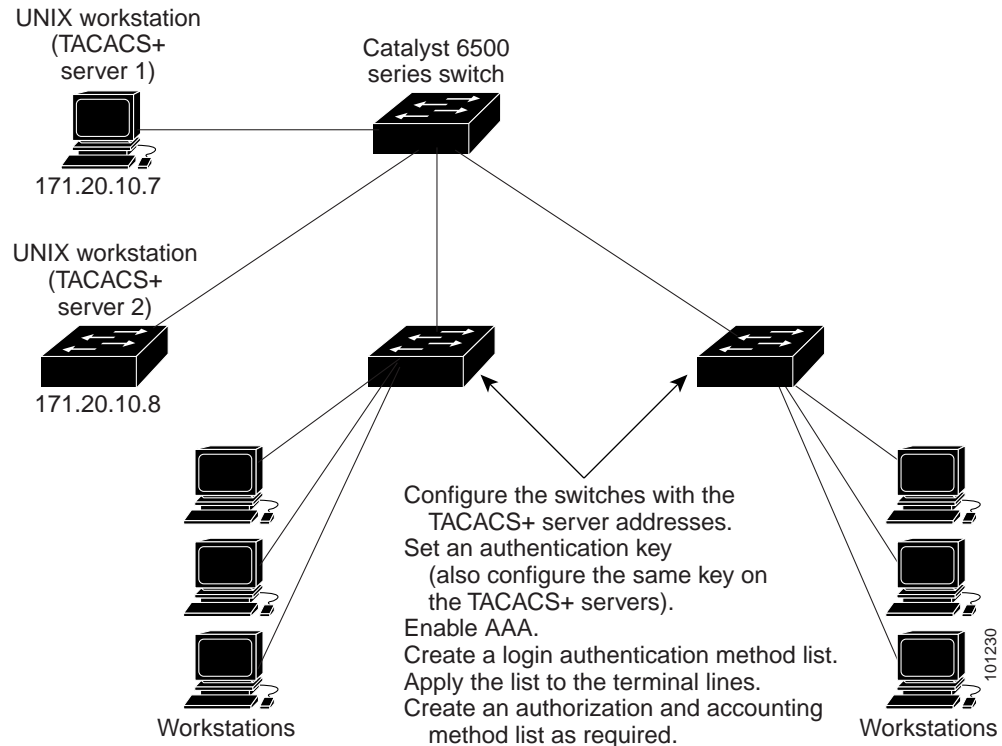 UNIX workstation
(TACACS+
server 1)
Catalyst 6500
series switch
171.20.10.7
UNIX workstation
(TACACS+
server 2)
171.20.10.8
Configure the switches with the
TACACS+ server addresses.
Set an authentication key
(also configure the same key on
the TACACS+ servers).
Enable AAA.
Create a login authentication method list.
Apply the list to the terminal lines.
Create an authorization and accounting
method list as required.
Workstations
Workstations
101230